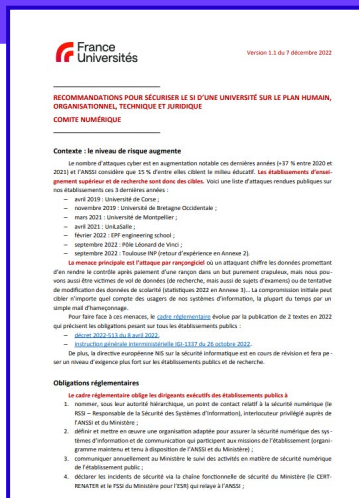 France
Universités
Version 1.1 du 7 décembre 2022
RECOMMANDATIONS POUR SÉCURISER LE SI D'UNE UNIVERSITÉ SUR LE PLAN HUMAIN,
ORGANISATIONNEL, TECHNIQUE ET JURIDIQUE
COMITE NUMÉRIQUE
Contexte : le niveau de risque augmente
Le nombre d'attaques cyber est en augmentation notable ces dernières années (+37 % entre 2020 et
2021) et l'ANSSI considère que 15 % d'entre elles ciblent le milieu éducatif. Les établissements d'ensei-
gnement supérieur et de recherche sont donc des cibles. Voici une liste d'attaques rendues publiques sur
nos établissements ces 3 dernières années :
– avril 2019 : Université de Corse ;
– novembre 2019 : Université de Bretagne Occidentale ;
– mars 2021 : Université de Montpellier ;
– avril 2021 : UniLaSalle ;
– février 2022 : EPF engineering school ;
– septembre 2022 : Pôle Léonard de Vinci ;
– septembre 2022 : Toulouse INP (retour d'expérience en Annexe 2).
La menace principale est l'attaque par rançongiciel où un attaquant chiffre les données promettant
d'en rendre le contrôle après paiement d'une rançon dans un but purement crapuleux, mais nous pou-
vons aussi être victimes de vol de données (de recherche, mais aussi de sujets d'examens) ou de tentative
de modification des données de scolarité (statistiques 2022 en Annexe 3)... La compromission initiale peut
cibler n'importe quel compte des usagers de nos systèmes d'information, la plupart du temps par un
simple mail d'hameçonnage.
Pour faire face à ces menaces, le cadre réglementaire évolue par la publication de 2 textes en 2022
qui précisent les obligations pesant sur tous les établissements publics :
– décret 2022-513 du 8 avril 2022,
– instruction générale interministérielle IGI-1337 du 26 octobre 2022.
De plus, la directive européenne NIS sur la sécurité informatique est en cours de révision et fera pe-
ser un niveau d'exigence plus fort sur les établissements publics et de recherche.
Obligations réglementaires
Le cadre réglementaire oblige les dirigeants exécutifs des établissements publics à
1. nommer, sous leur autorité hiérarchique, un point de contact relatif à la sécurité numérique (le
RSSI – Responsable de la Sécurité des Systèmes d'Information), interlocuteur privilégié auprès de
l'ANSSI et du Ministère ;
2. définir et mettre en œuvre une organisation adaptée pour assurer la sécurité numérique des sys-
tèmes d'information et de communication qui participent aux missions de l'établissement (organi-
gramme maintenu et tenu à disposition de l'ANSSI et du Ministère) ;
3. communiquer annuellement au Ministère le suivi des activités en matière de sécurité numérique
de l'établissement public ;
4. déclarer les incidents de sécurité via la chaîne fonctionnelle de sécurité du Ministère (le CERT-
RENATER et le FSSI du Ministère pour l'ESR) qui relaye à l'ANSSI ;